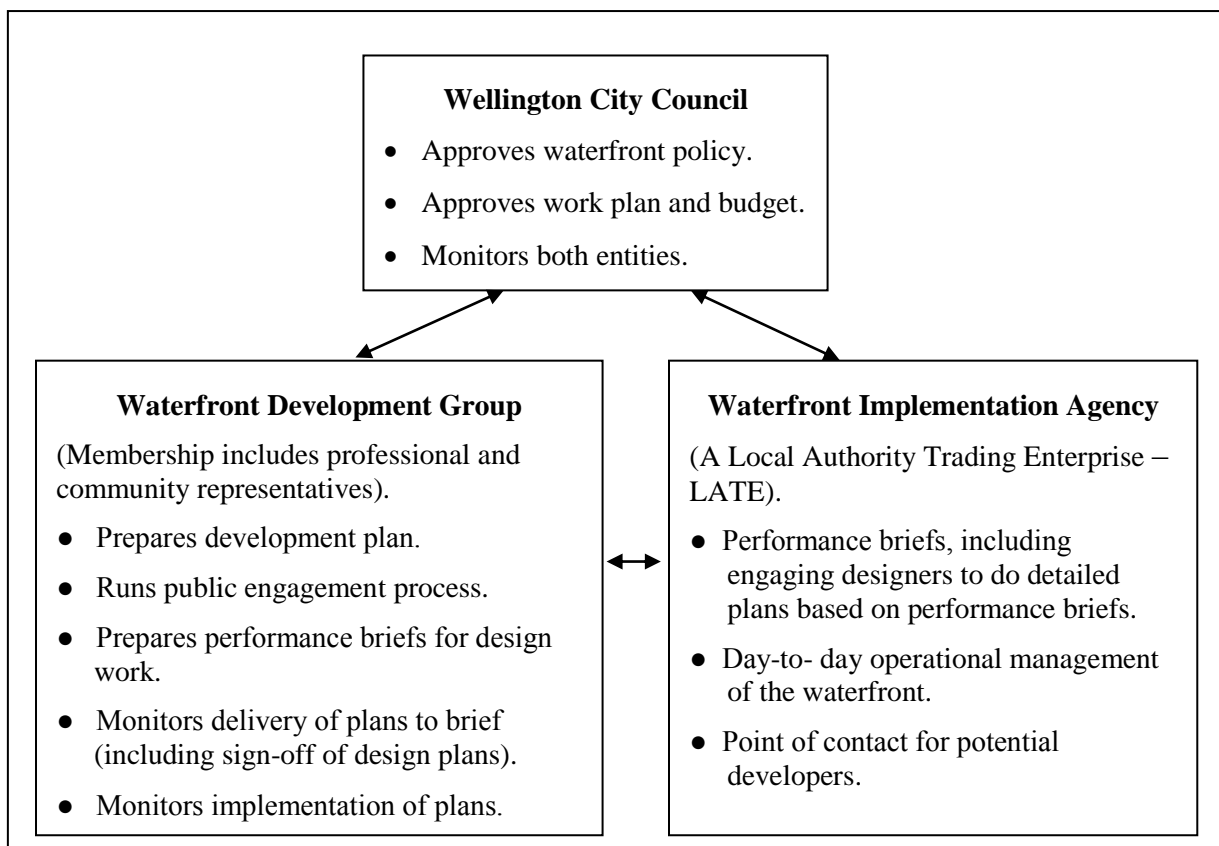 Wellington City Council
● Approves waterfront policy.
● Approves work plan and budget.
● Monitors both entities.
Waterfront Development Group
(Membership includes professional and
community representatives).
● Prepares development plan.
● Runs public engagement process.
● Prepares performance briefs for design
work.
● Monitors delivery of plans to brief
(including sign-off of design plans).
● Monitors implementation of plans.
Waterfront Implementation Agency
(A Local Authority Trading Enterprise –
LATE).
● Performance briefs, including
engaging designers to do detailed
plans based on performance briefs.
● Day-to- day operational management
of the waterfront.
● Point of contact for potential
developers.